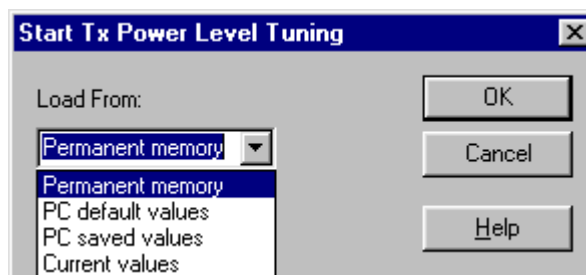 Start Tx Power Level Tuning
Load From:
OK
Permanent memory
Cancel
Permanent memory
PC default values
PC saved values
Help
Current values